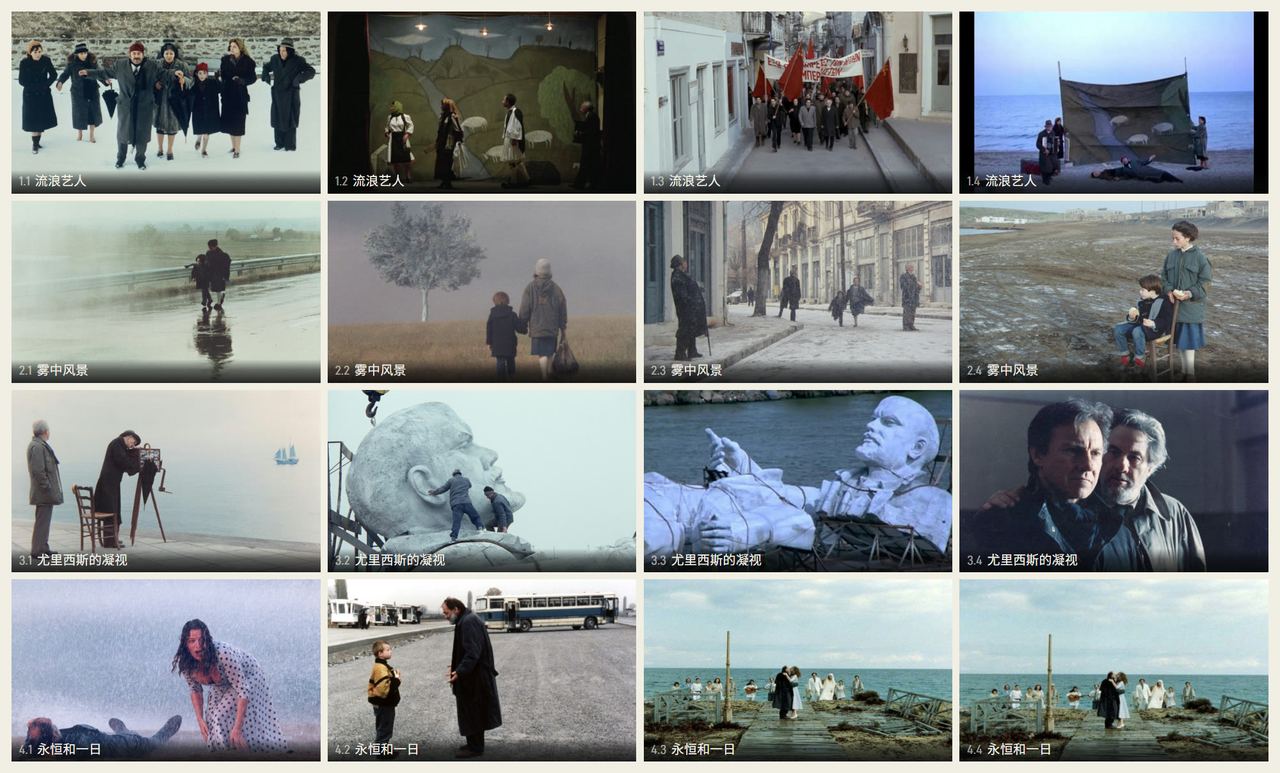 1.1 流浪艺人
1.2 流浪艺人
1.3 流浪艺人
1.4 流浪艺人
2.1 雾中风景
2.2 雾中风景
2.3 雾中风景
2.4 雾中风景
3.1 尤里西斯的凝视
3.2 尤里西斯的凝视
3.3 尤里西斯的凝视
3.4 尤里西斯的凝视
4.1 永恒和一日
4.2 永恒和一日
4.3 永恒和一日
4.4 永恒和一日